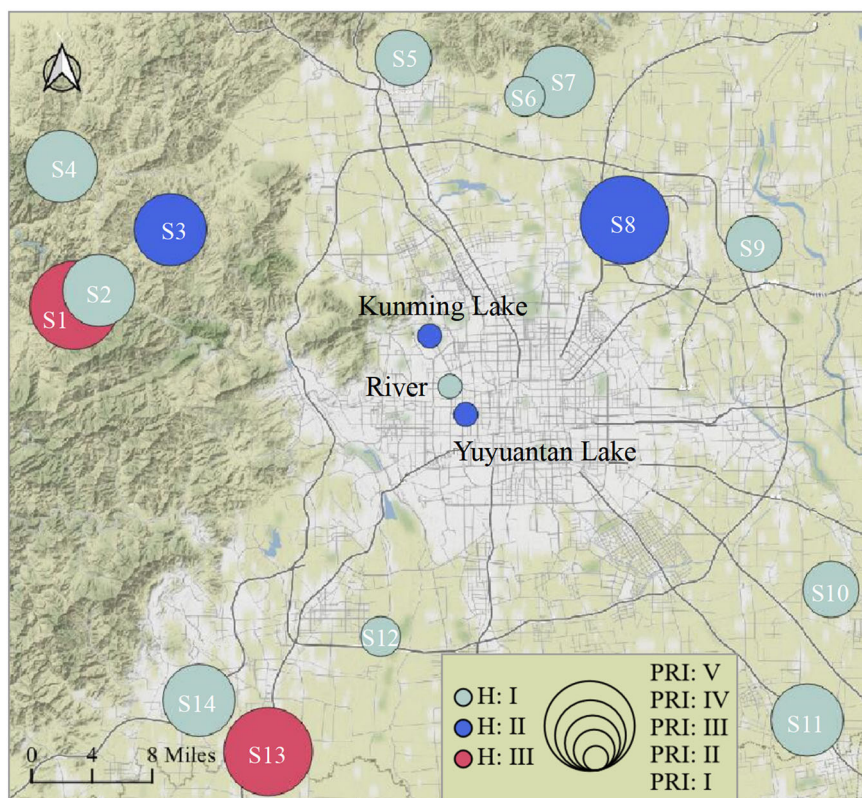 S5
S7
S6
S4
S3
S8
S9
S2
S1
Kunming Lake
River
Yuyuantan Lake
S10
S12
S14
S11
S13
0 4 8 Miles
H: I
H: II
H: III
PRI: V
PRI: IV
PRI: III
PRI: II
PRI: I